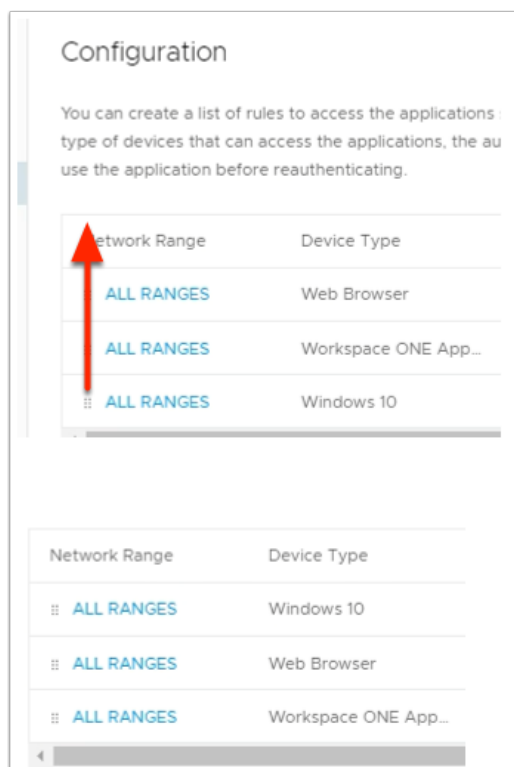 Configuration
You can create a list of rules to access the applications
type of devices that can access the applications, the au
use the application before reauthenticating.
Network Range Device Type
ALL RANGES Web Browser
ALL RANGES Workspace ONE App...
ALL RANGES Windows 10
Network Range Device Type
ALL RANGES Windows 10
ALL RANGES Web Browser
ALL RANGES Workspace ONE App...